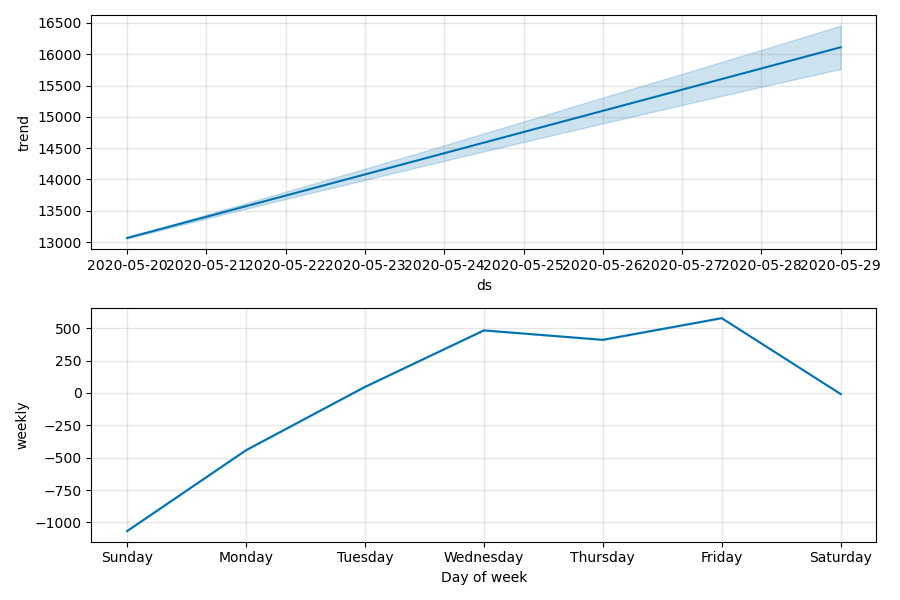 16500
16000
15500
15000
14500
14000
13500
13000
trend
2020-05-20 2020-05-21 2020-05-22 2020-05-23 2020-05-24 2020-05-25 2020-05-26 2020-05-27 2020-05-28 2020-05-29
ds
500
250
0
−250
−500
−750
−1000
weekly
Sunday Monday Tuesday Wednesday Thursday Friday Saturday
Day of week